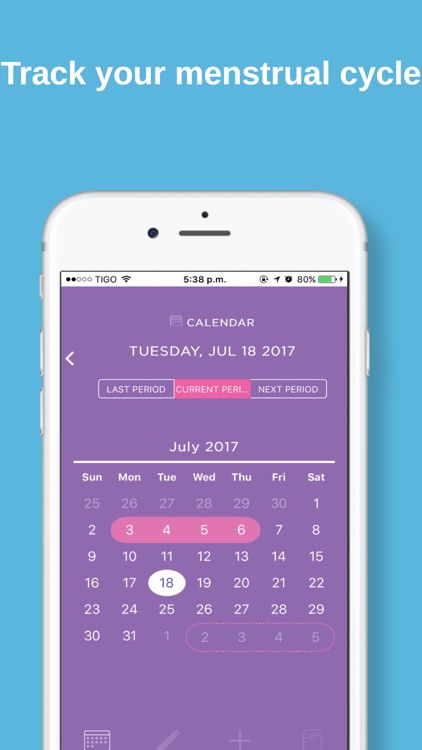 Track your menstrual cycle
TIGO 5:38 p.m. 80%
CALENDAR
TUESDAY, JUL 18 2017
LAST PERIOD CURRENT PERI... NEXT PERIOD
July 2017
Sun Mon Tue Wed Thu Fri Sat
25 26 27 28 29 30 1
2 3 4 5 6 7 8
9 10 11 12 13 14 15
16 17 18 19 20 21 22
23 24 25 26 27 28 29
30 31 1 2 3 4 5